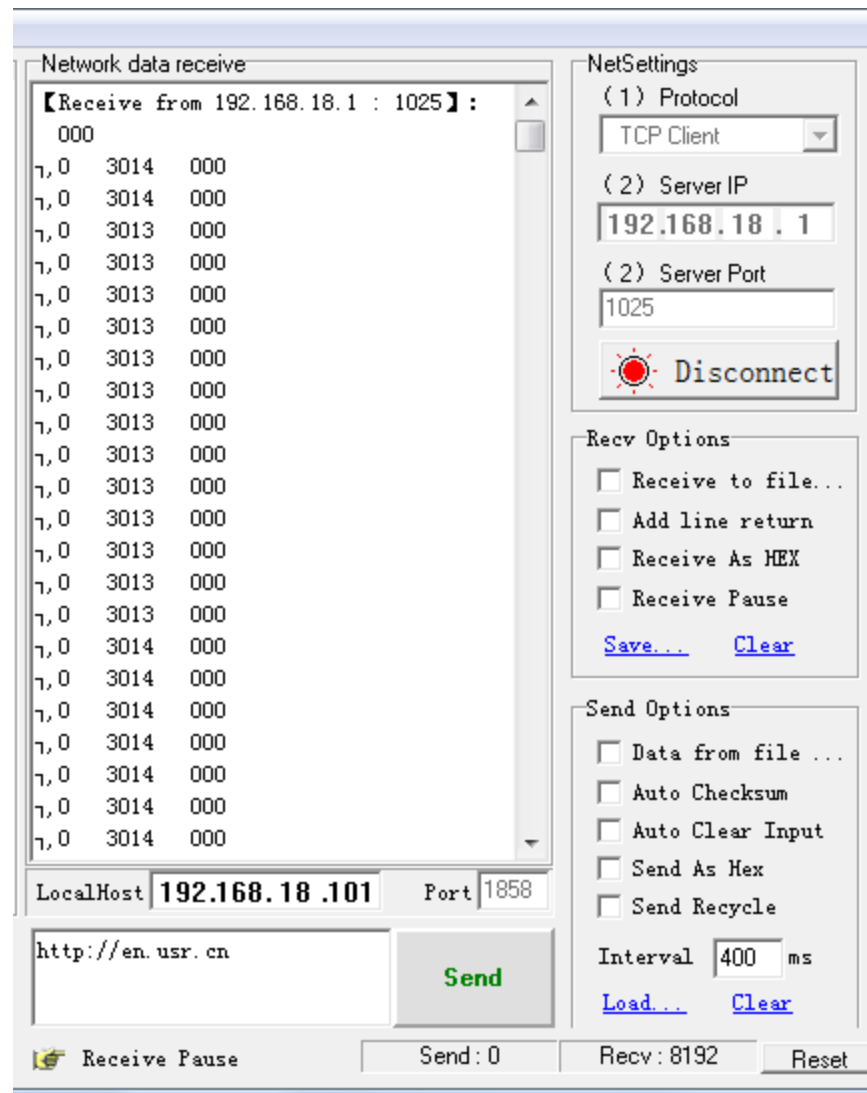 Network data receive
【Receive from 192.168.18.1 : 1025】:
000
┐,0 3014 000
┐,0 3014 000
┐,0 3013 000
┐,0 3013 000
┐,0 3013 000
┐,0 3013 000
┐,0 3013 000
┐,0 3013 000
┐,0 3013 000
┐,0 3013 000
┐,0 3013 000
┐,0 3013 000
┐,0 3013 000
┐,0 3013 000
┐,0 3013 000
┐,0 3014 000
┐,0 3014 000
┐,0 3014 000
┐,0 3014 000
┐,0 3014 000
┐,0 3014 000
┐,0 3014 000
LocalHost 192.168.18.101 Port 1858
http://en.usr.cn
Send
Receive Pause Send : 0 Recv : 8192 Reset
NetSettings
(1) Protocol
TCP Client
(2) Server IP
192.168.18.1
(2) Server Port
1025
Disconnect
Recv Options
Receive to file...
Add line return
Receive As HEX
Receive Pause
Save... Clear
Send Options
Data from file ...
Auto Checksum
Auto Clear Input
Send As Hex
Send Recycle
Interval 400 ms
Load... Clear